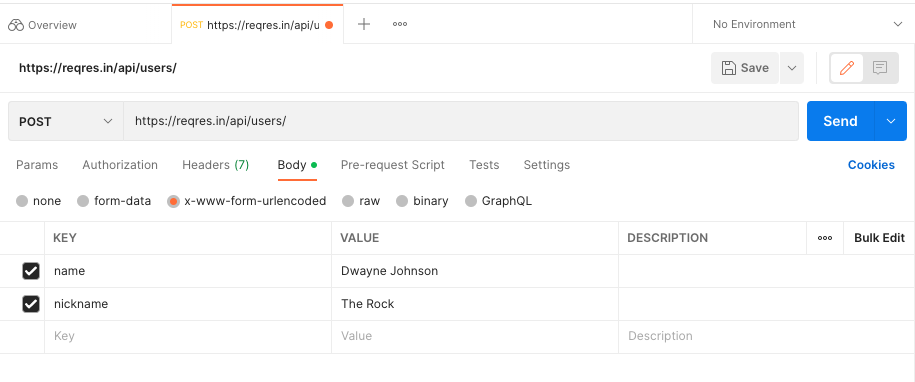 Overview POST https://reqres.in/api/u No Environment
https://reqres.in/api/users/ Save
POST https://reqres.in/api/users/ Send
Params Authorization Headers (7) Body Pre-request Script Tests Settings Cookies
none form-data x-www-form-urlencoded raw binary GraphQL
KEY VALUE DESCRIPTION Bulk Edit
name Dwayne Johnson
nickname The Rock
Key Value Description